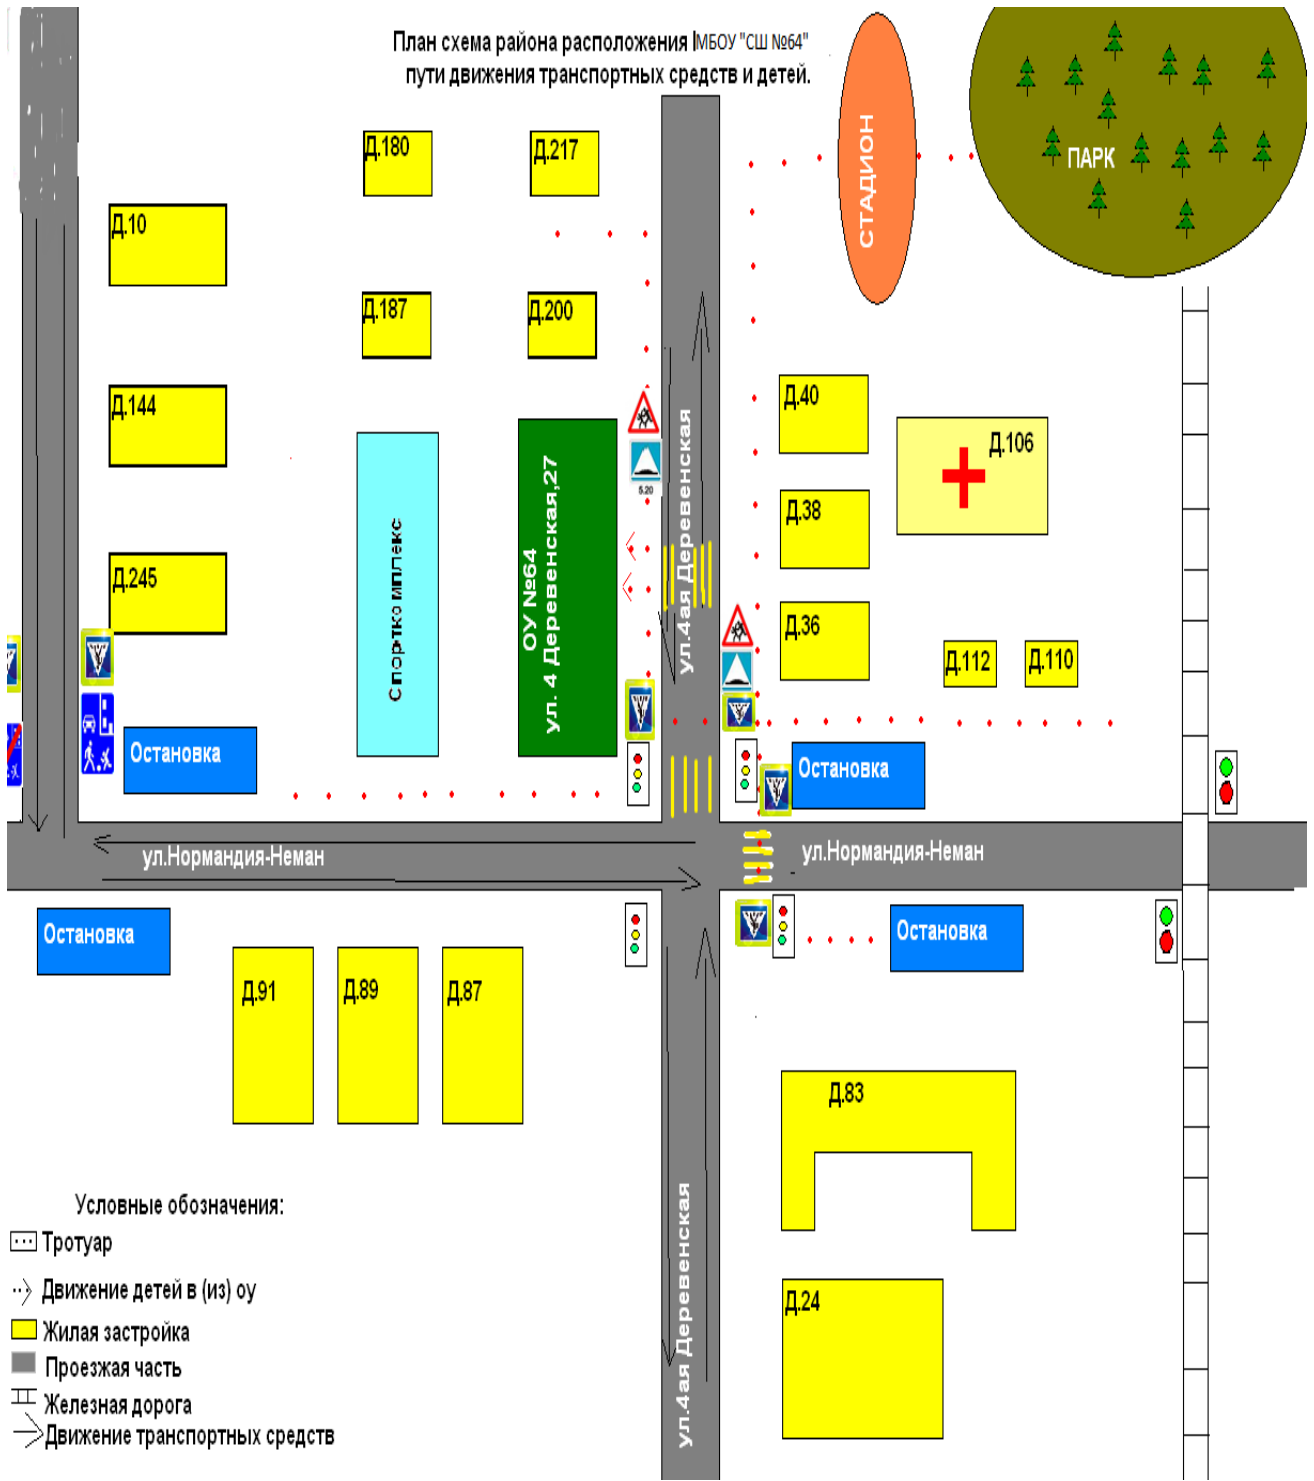 План схема района расположения МБОУ "СШ №64"
пути движения транспортных средств и детей.
СТАДИОН
ПАРК
Д.180
Д.217
Д.10
Д.187
Д.200
Д.144
Д.40
Д.106
Д.38
Д.245
Спорткомплекс
ОУ №64
ул. 4 Деревенская,27
5.20
ул.4ая Деревенская
Д.36
Д.112
Д.110
Остановка
Остановка
ул.Нормандия-Неман
ул.Нормандия-Неман
Остановка
Остановка
Д.91
Д.89
Д.87
Д.83
Д.24
ул.4ая Деревенская
Условные обозначения:
Тротуар
Движение детей в (из) оу
Жилая застройка
Проезжая часть
Железная дорога
Движение транспортных средств